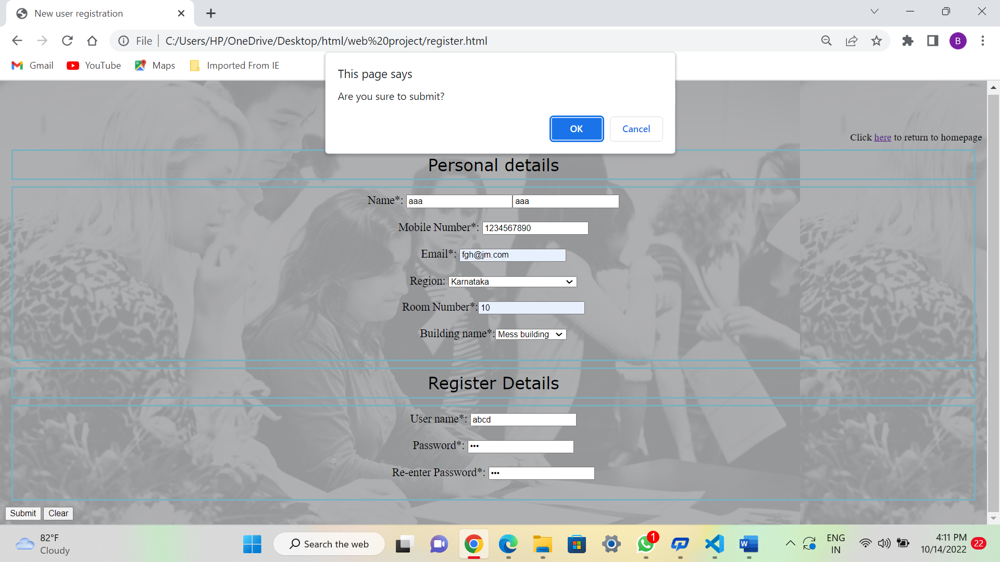 New user registration
File C:/Users/HP/OneDrive/Desktop/html/web%20project/register.html B
Gmail YouTube Maps Imported From IE
This page says
Are you sure to submit?
OK Cancel
Click here to return to homepage
Personal details
Name*: aaa aaa
Mobile Number*: 1234567890
Email*: fgh@jm.com
Region: Karnataka
Room Number*: 10
Building name*: Mess building
Register Details
User name*: abcd
Password*: •••
Re-enter Password*: •••
Submit Clear
82°F
Cloudy
Search the web
1
W
ENG
IN
4:11 PM
10/14/2022
22